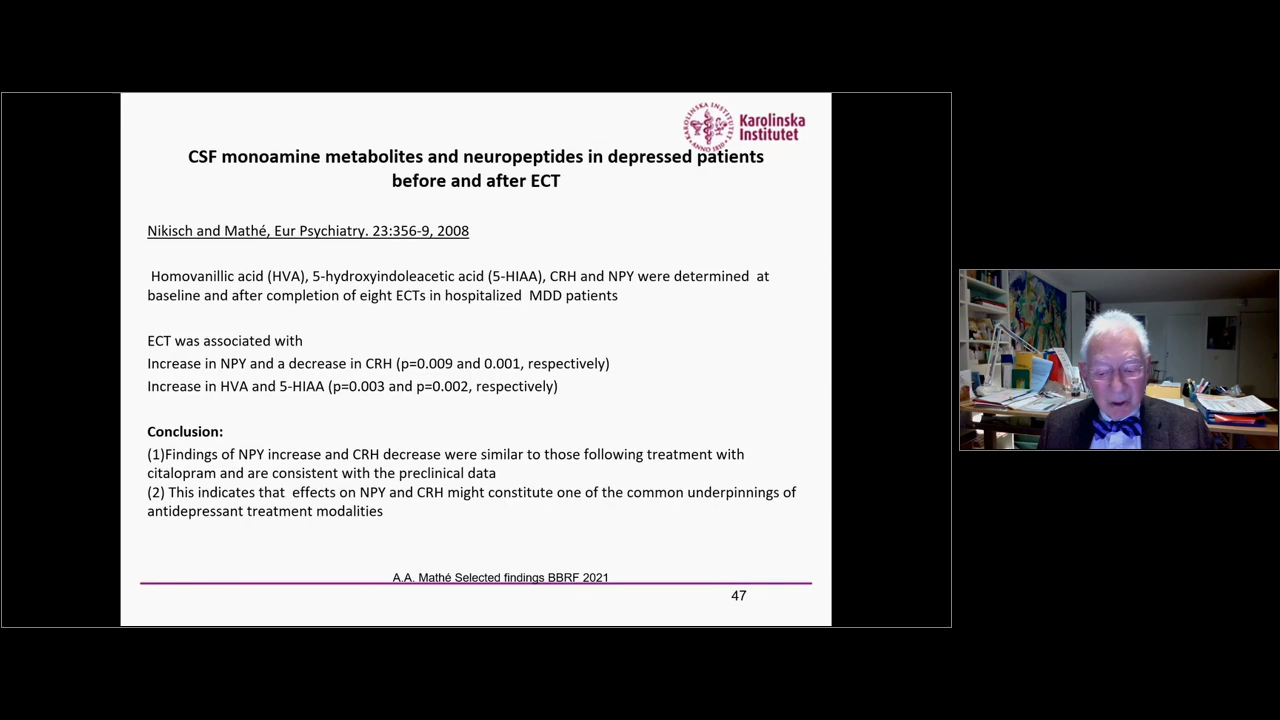 KAROLINSKA INSTITUTET
ANNO 1810
Karolinska
Institutet
CSF monoamine metabolites and neuropeptides in depressed patients
before and after ECT
Nikisch and Mathé, Eur Psychiatry. 23:356-9, 2008
Homovanillic acid (HVA), 5-hydroxyindoleacetic acid (5-HIAA), CRH and NPY were determined at
baseline and after completion of eight ECTs in hospitalized MDD patients
ECT was associated with
Increase in NPY and a decrease in CRH (p=0.009 and 0.001, respectively)
Increase in HVA and 5-HIAA (p=0.003 and p=0.002, respectively)
Conclusion:
(1)Findings of NPY increase and CRH decrease were similar to those following treatment with
citalopram and are consistent with the preclinical data
(2) This indicates that effects on NPY and CRH might constitute one of the common underpinnings of
antidepressant treatment modalities
A.A. Mathé Selected findings BBRF 2021
47